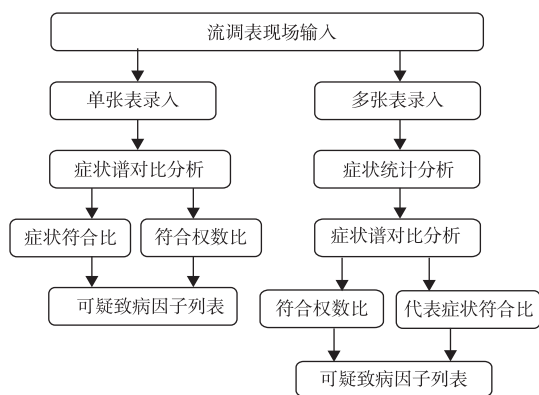 流调表现场输入
单张表录入
多张表录入
症状谱对比分析
症状统计分析
症状符合比
符合权数比
症状谱对比分析
可疑致病因子列表
符合权数比
代表症状符合比
可疑致病因子列表